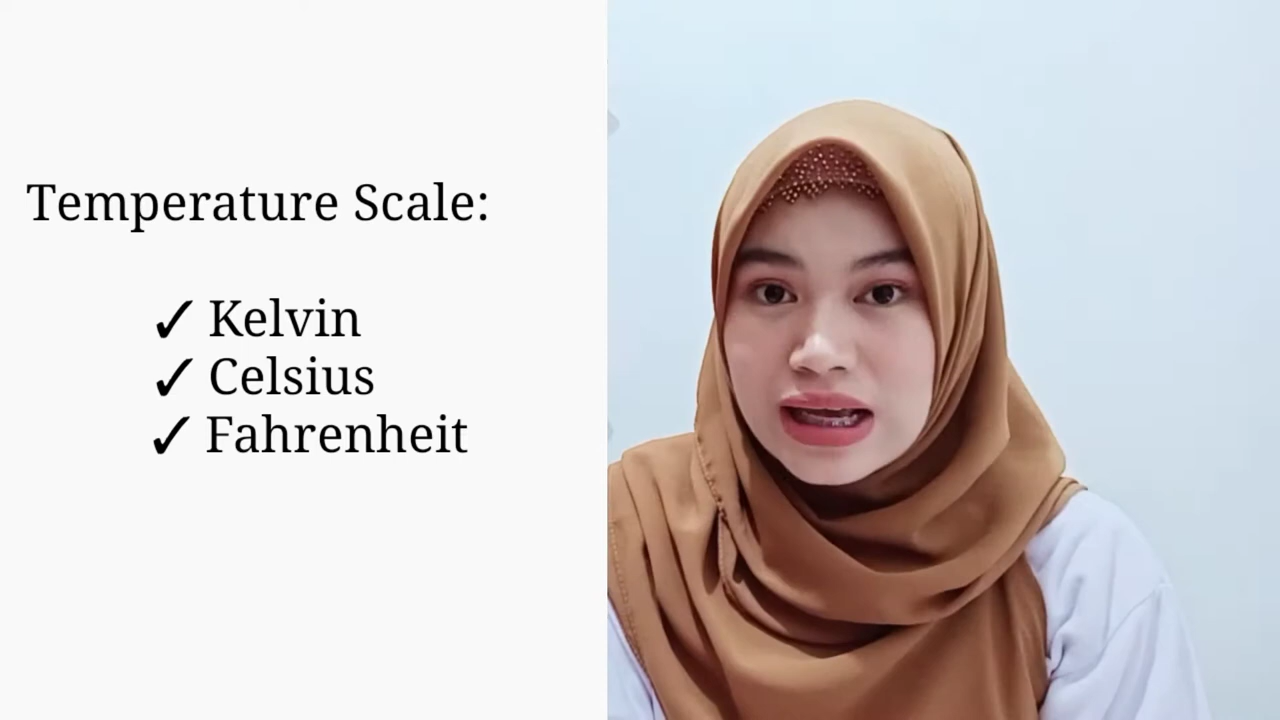 Temperature Scale:
✓ Kelvin
✓ Celsius
✓ Fahrenheit